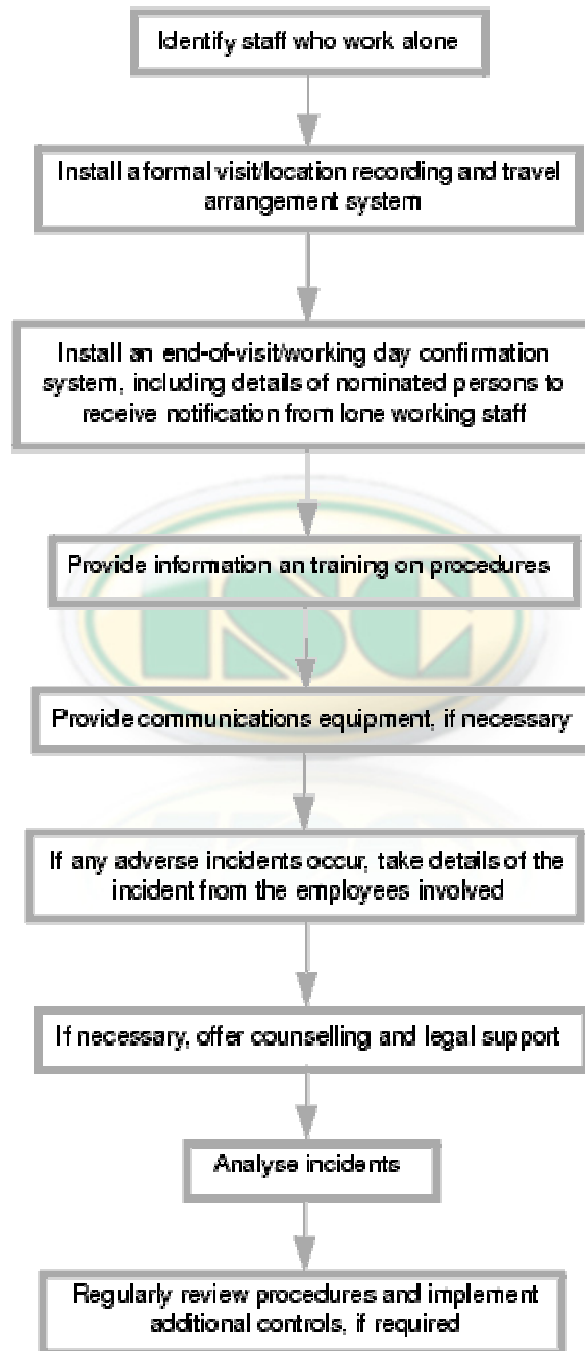 Identify staff who work alone
Install a formal visit/location recording and travel
arrangement system
Install an end-of-visit/working day confirmation
system, including details of nominated persons to
receive notification from lone working staff
Provide information an training on procedures
TSC
Provide communications equipment, if necessary
If any adverse incidents occur, take details of the
incident from the employees involved
If necessary, offer counselling and legal support
Analyse incidents
Regularly review procedures and implement
additional controls, if required